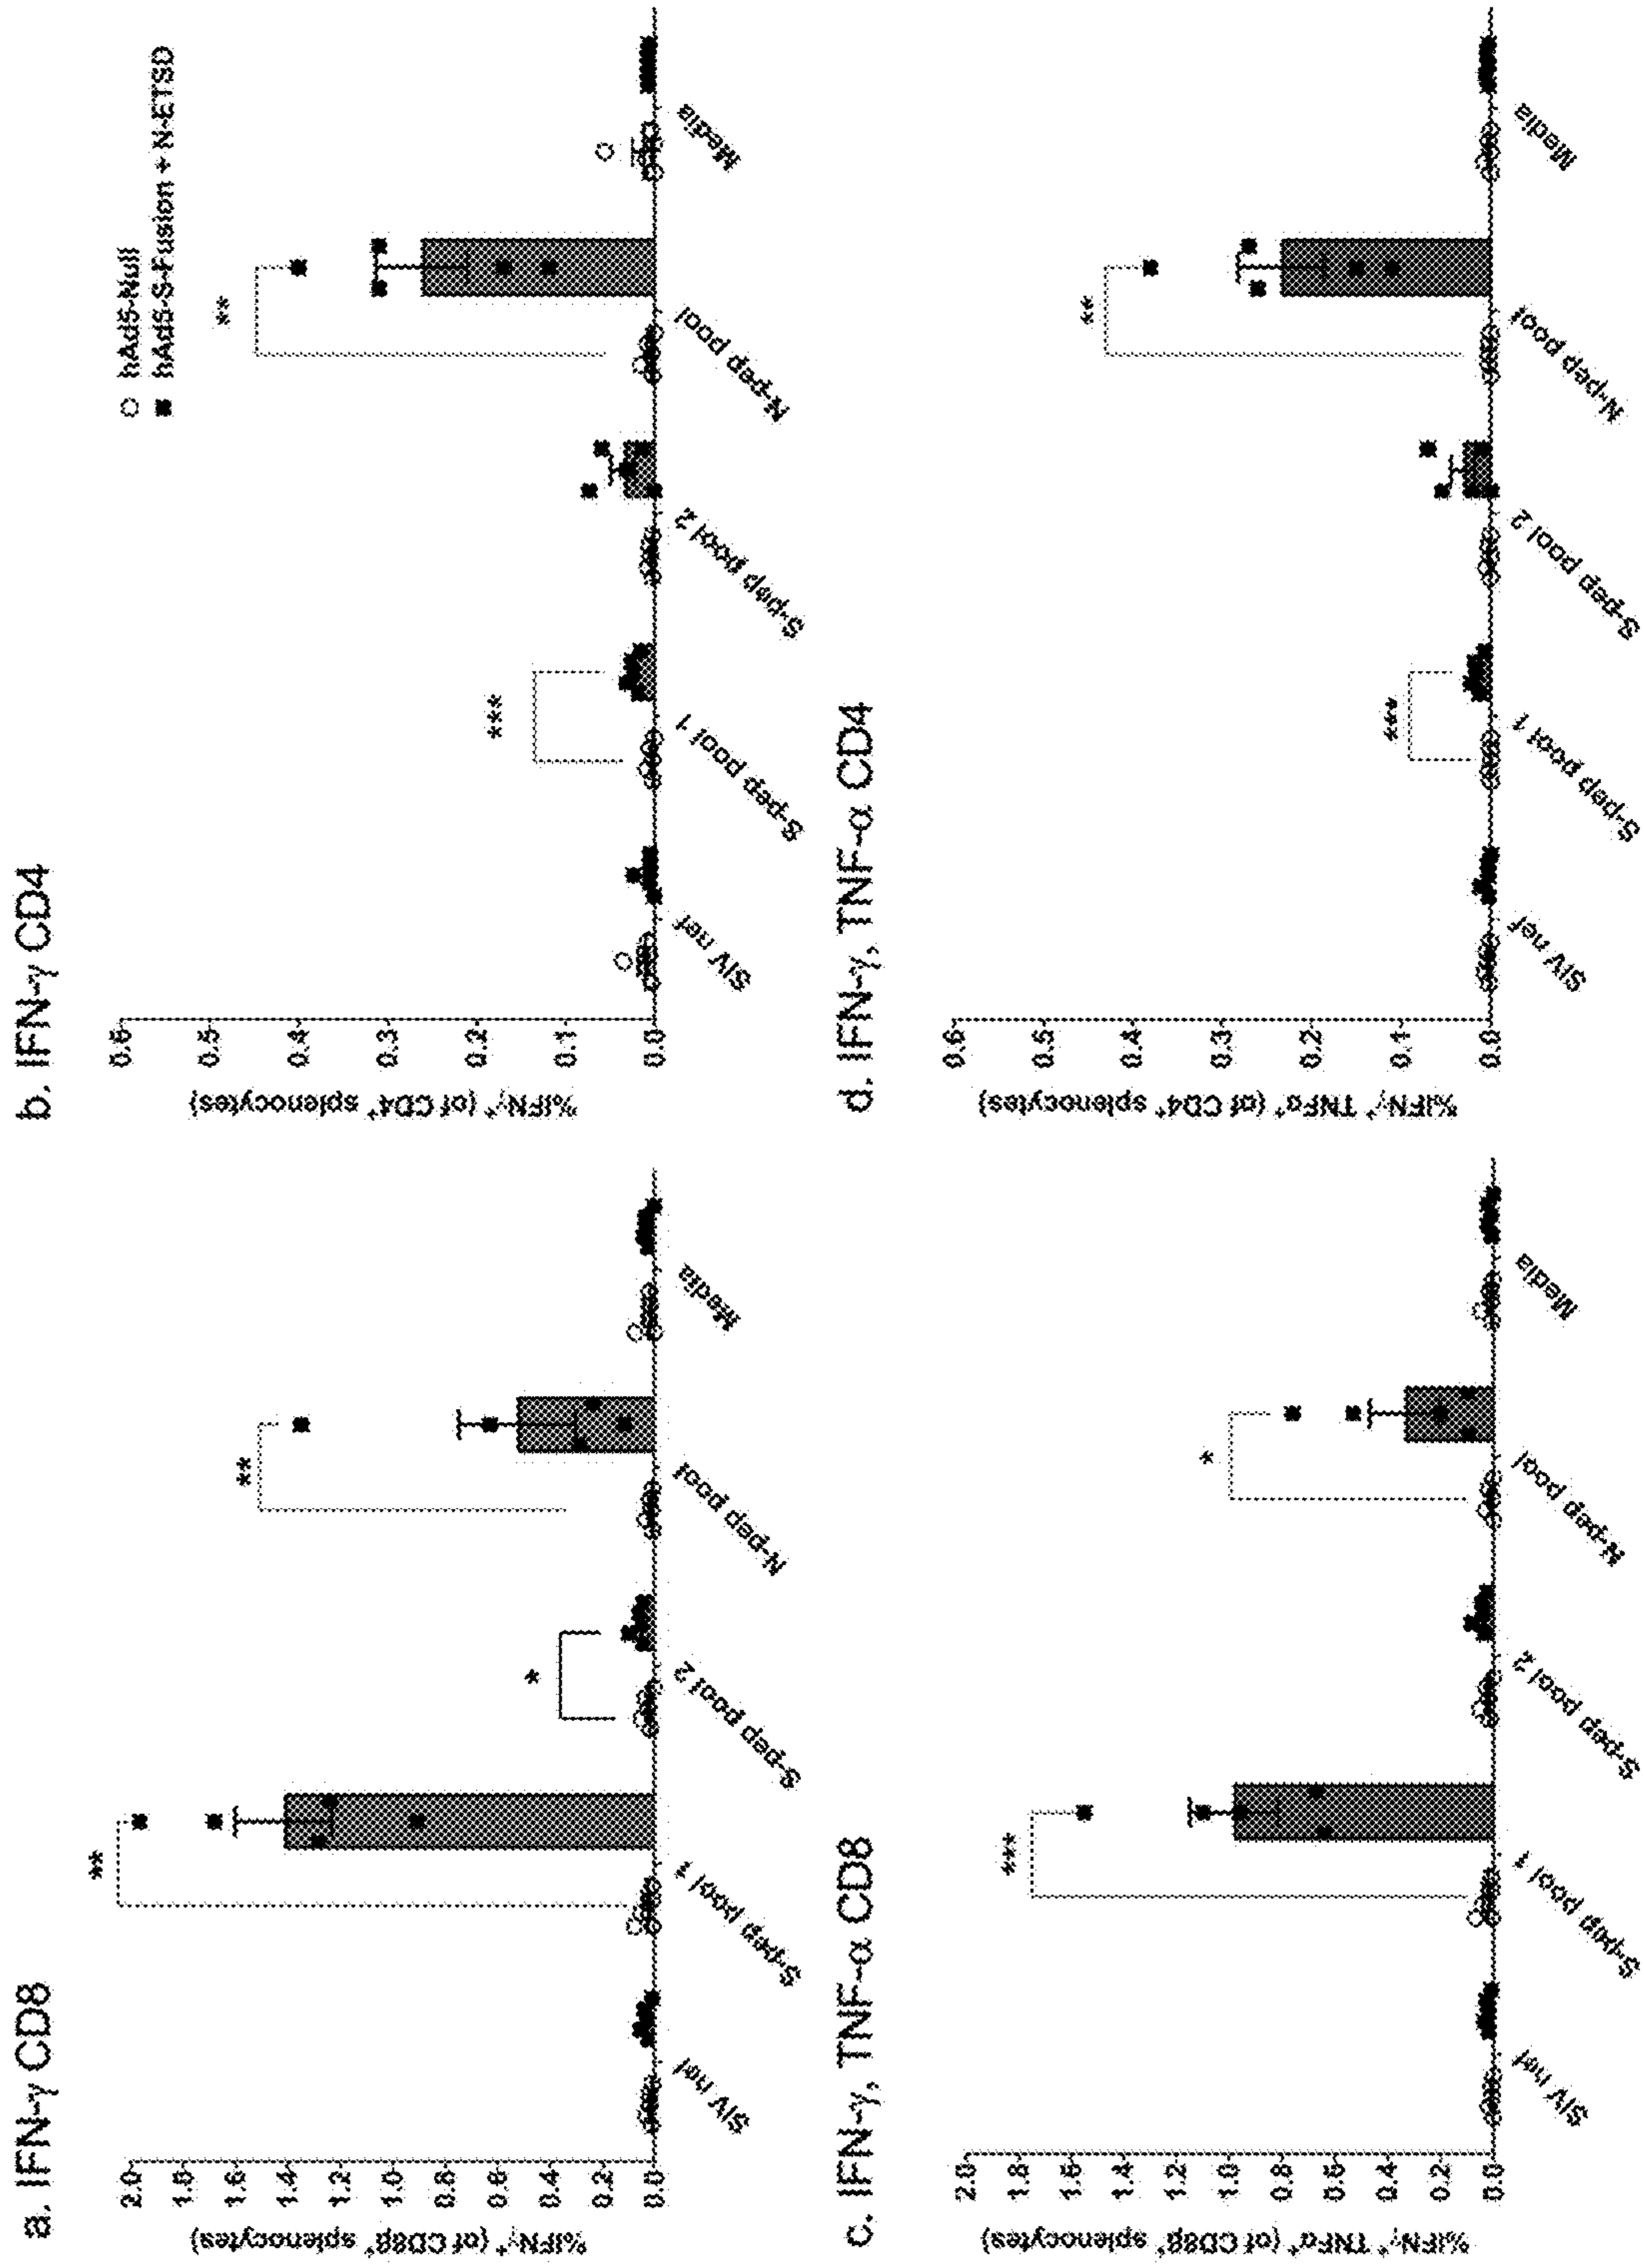 a. IFN-γ CD8
%IFNγ⁺ (of CD8β⁺ splenocytes)
2.0
1.8
1.6
1.4
1.2
1.0
0.8
0.6
0.4
0.2
0.0
**
*
**
SIV nef
S-pep pool 1
S-pep pool 2
N-pep pool
Media
b. IFN-γ CD4
hAd5-Null
hAd5-S-Fusion + N-ETSD
%IFNγ⁺ (of CD4⁺ splenocytes)
0.6
0.5
0.4
0.3
0.2
0.1
0.0
***
**
SIV nef
S-pep pool 1
S-pep pool 2
N-pep pool
Media
c. IFN-γ, TNF-α CD8
%IFNγ⁺ TNFα⁺ (of CD8β⁺ splenocytes)
2.0
1.8
1.6
1.4
1.2
1.0
0.8
0.6
0.4
0.2
0.0
***
*
SIV nef
S-pep pool 1
S-pep pool 2
N-pep pool
Media
d. IFN-γ, TNF-α CD4
%IFNγ⁺ TNFα⁺ (of CD4⁺ splenocytes)
0.6
0.5
0.4
0.3
0.2
0.1
0.0
***
**
SIV nef
S-pep pool 1
S-pep pool 2
N-pep pool
Media